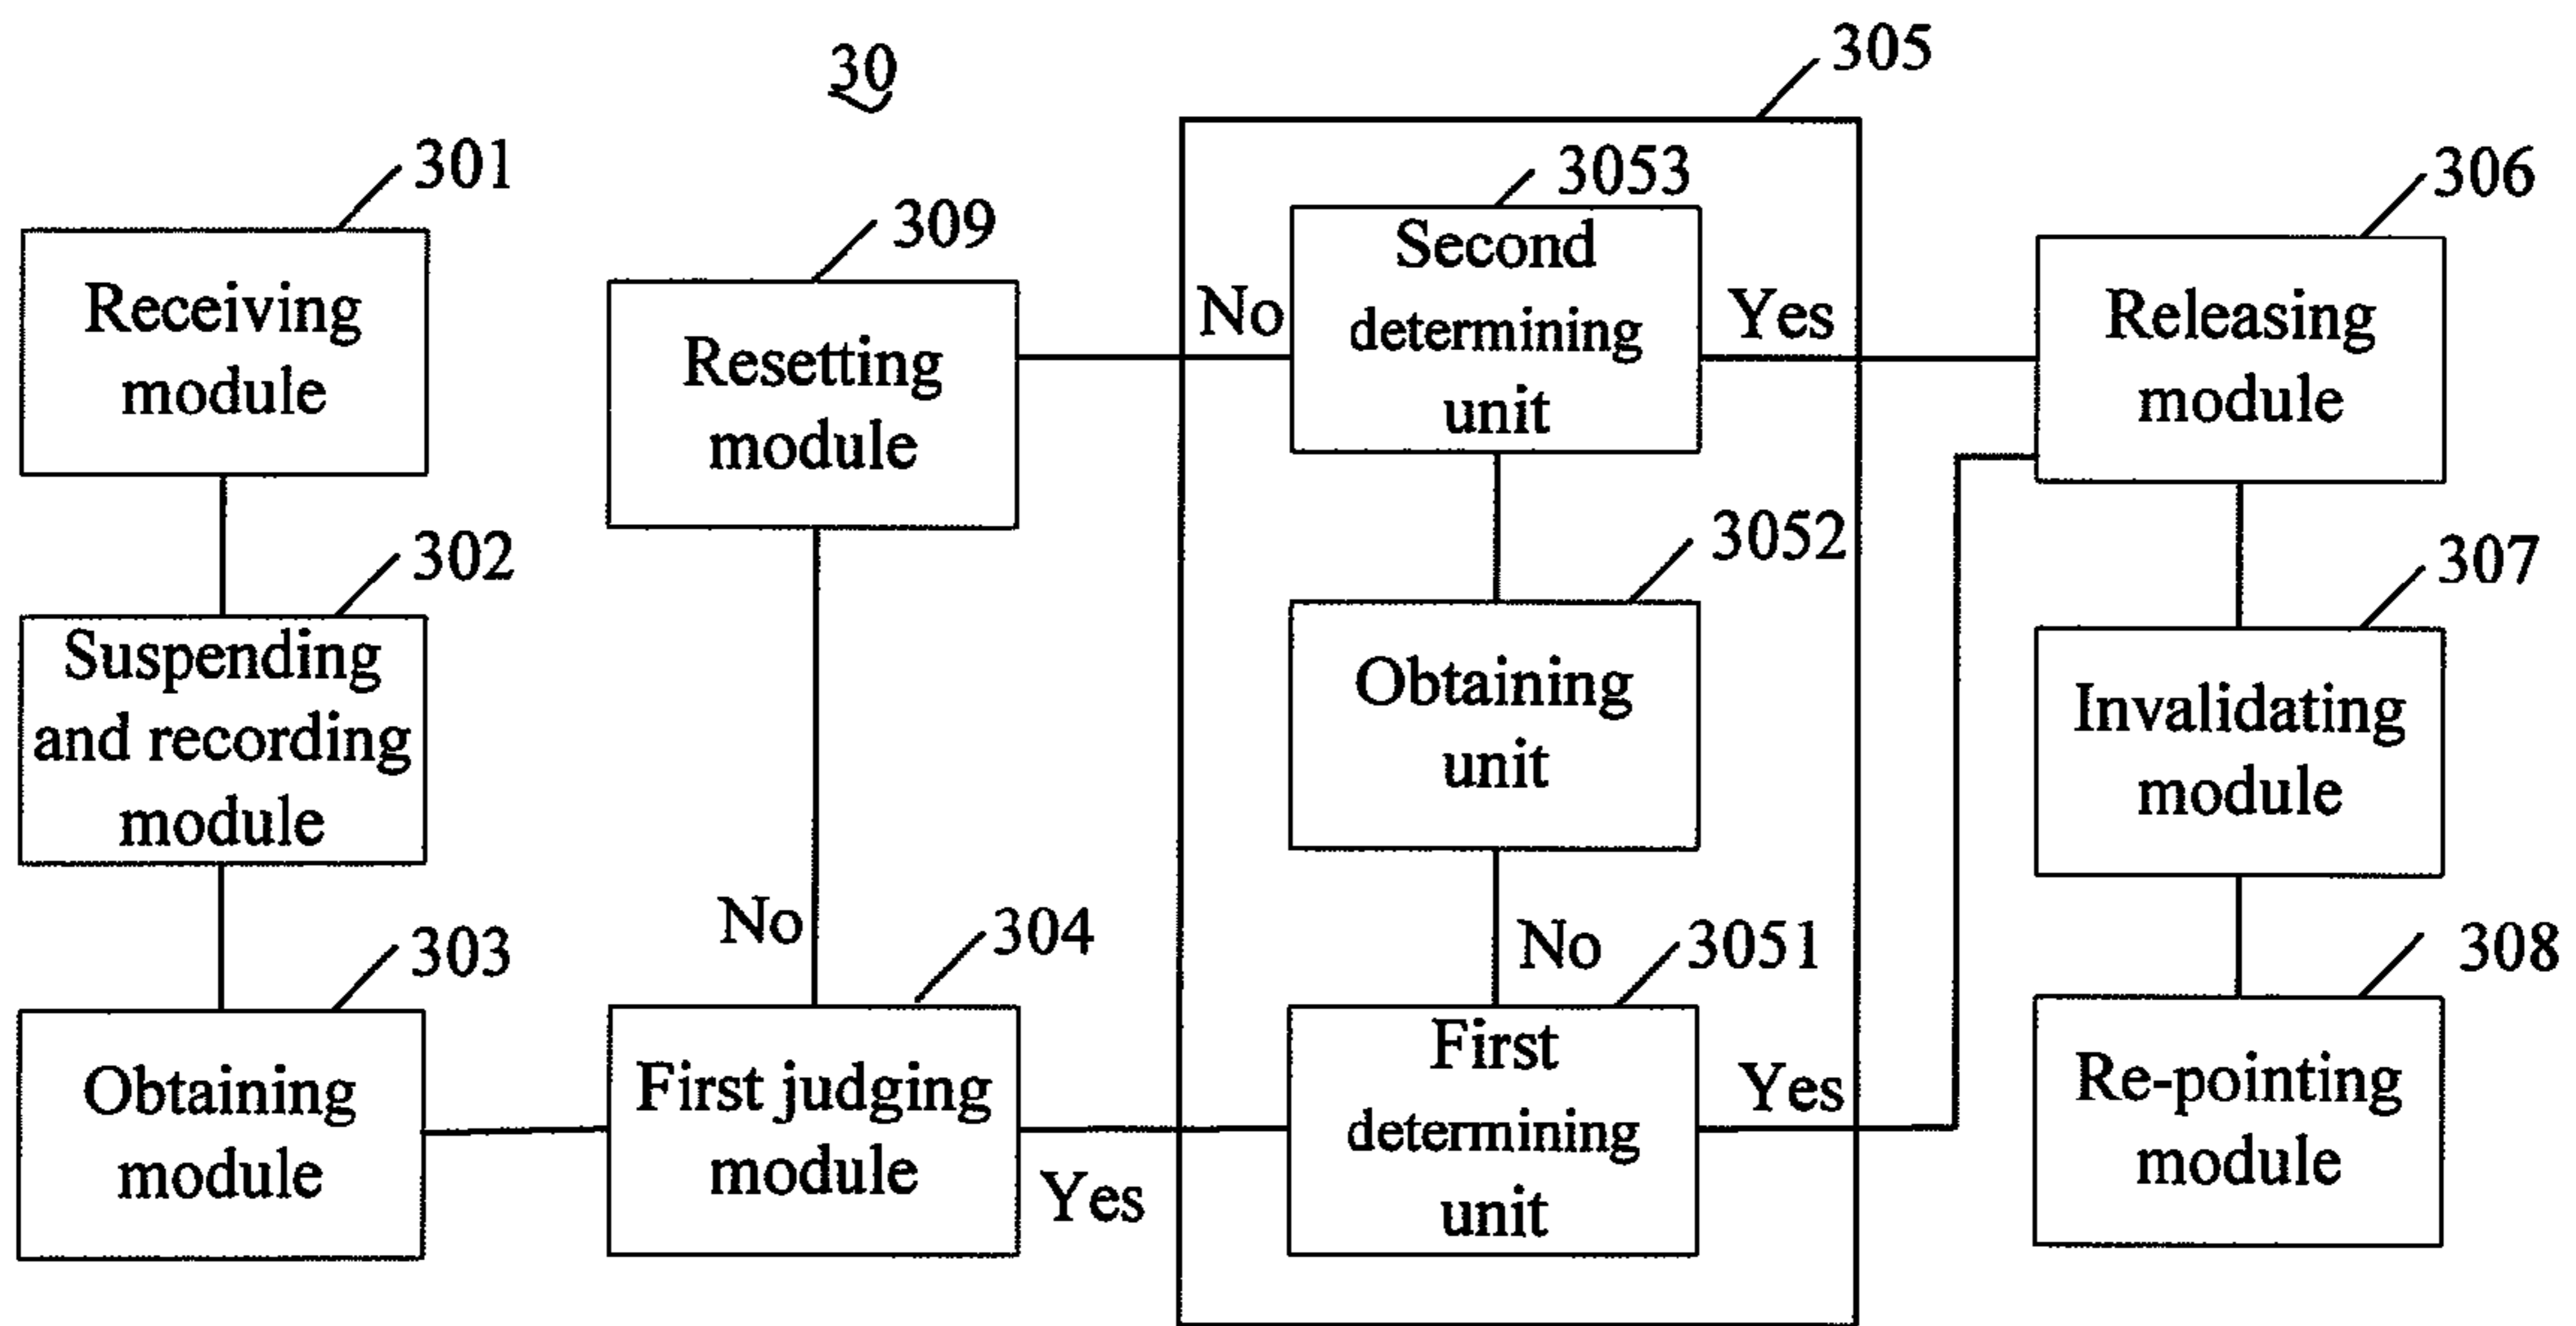 30
305
301
Receiving
module
302
Suspending
and recording
module
303
Obtaining
module
309
Resetting
module
No
304
First judging
module
Yes
3053
Second
determining
unit
No
Yes
3052
Obtaining
unit
No
3051
First
determining
unit
Yes
306
Releasing
module
307
Invalidating
module
308
Re-pointing
module